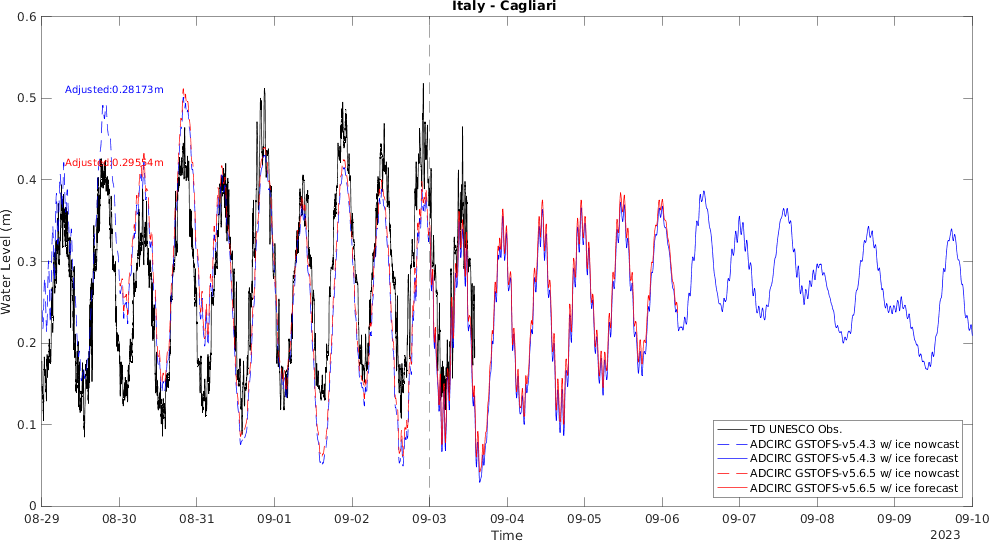 Italy - Cagliari
0.6
0.5
0.4
0.3
0.2
0.1
0
Water Level (m)
Adjusted:0.28173m
Adjusted:0.29554m
TD UNESCO Obs.
ADCIRC GSTOFS-v5.4.3 w/ ice nowcast
ADCIRC GSTOFS-v5.4.3 w/ ice forecast
ADCIRC GSTOFS-v5.6.5 w/ ice nowcast
ADCIRC GSTOFS-v5.6.5 w/ ice forecast
08-29 08-30 08-31 09-01 09-02 09-03 09-04 09-05 09-06 09-07 09-08 09-09 09-10
Time
2023